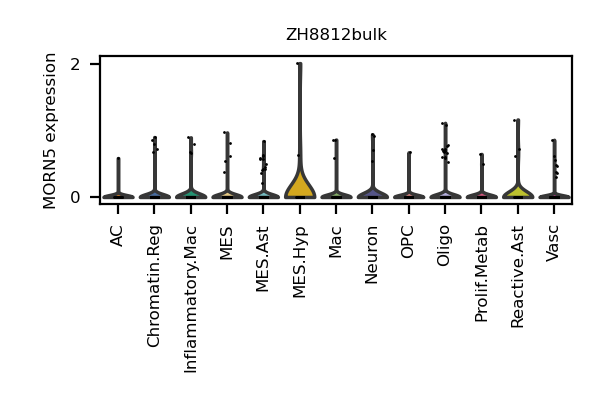 ZH8812bulk
MORN5 expression
2
0
AC
Chromatin.Reg
Inflammatory.Mac
MES
MES.Ast
MES.Hyp
Mac
Neuron
OPC
Oligo
Prolif.Metab
Reactive.Ast
Vasc